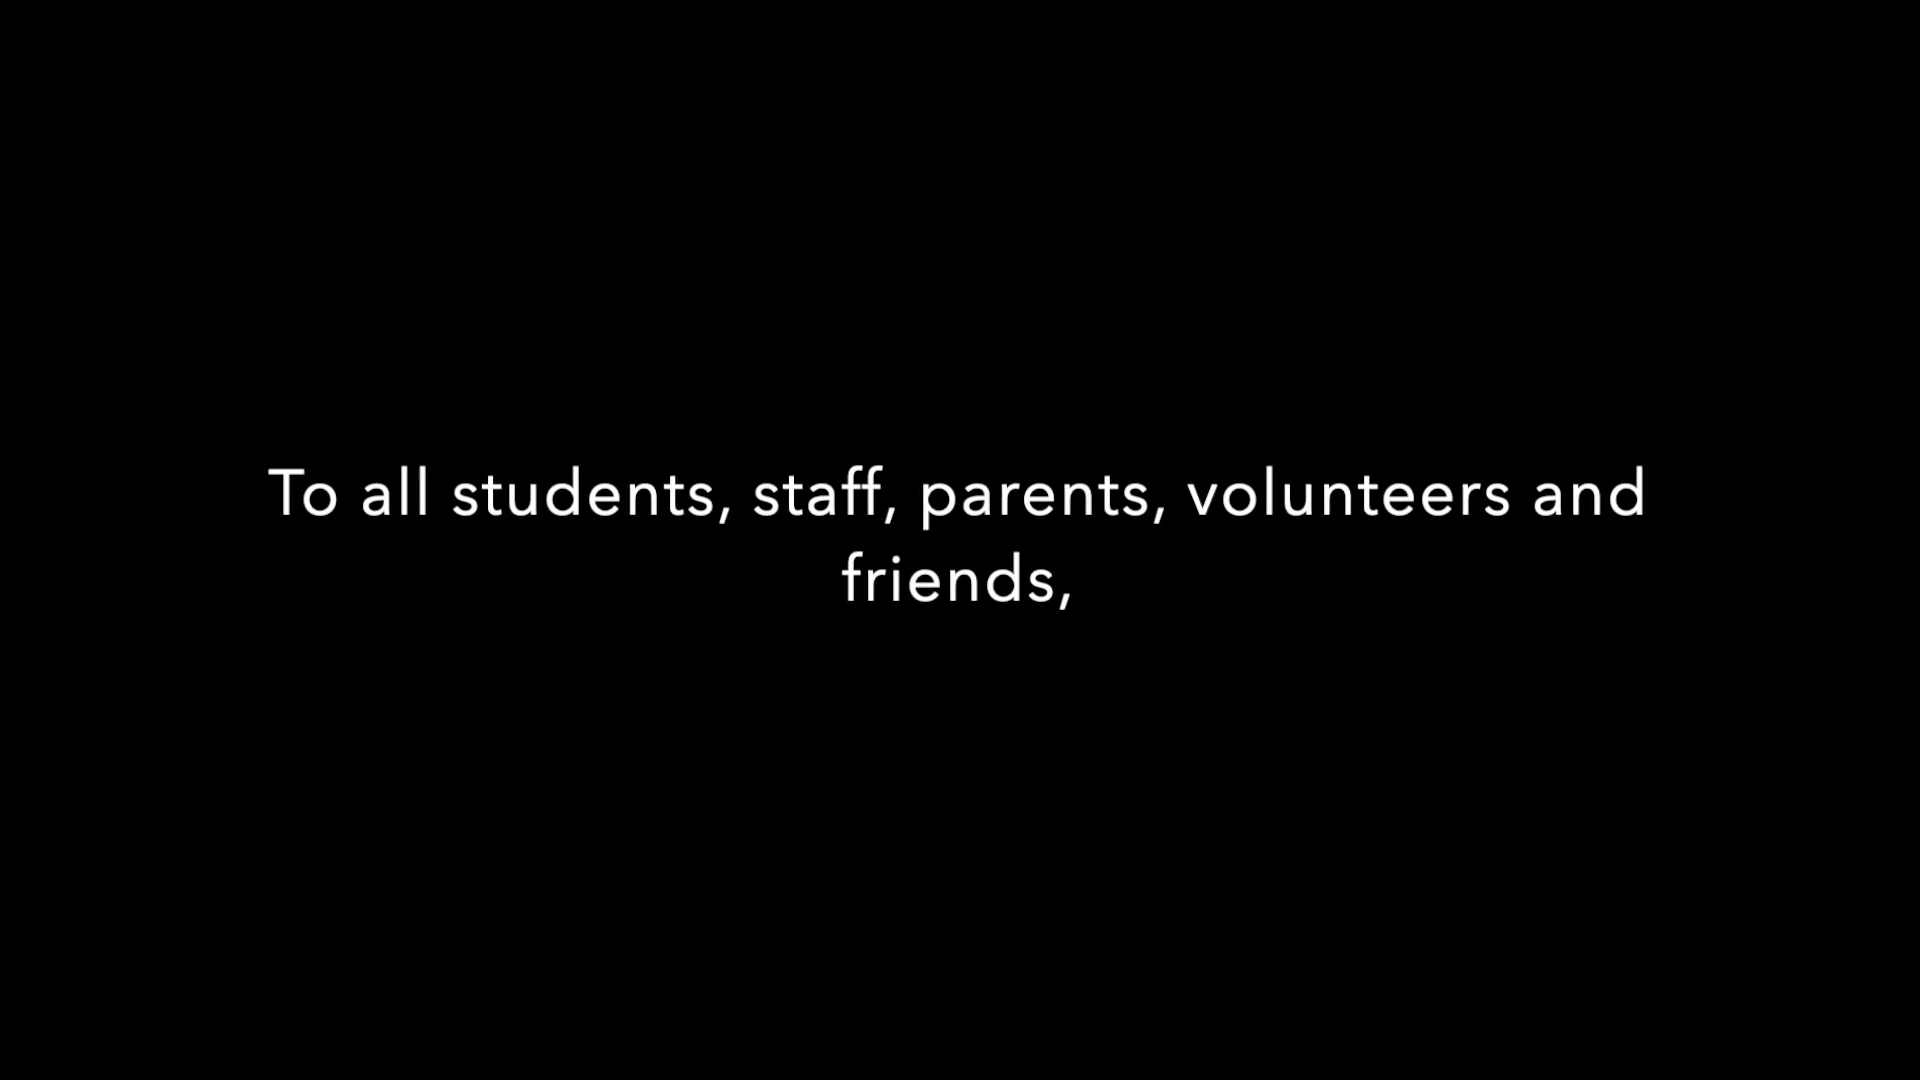 To all students, staff, parents, volunteers and
friends,